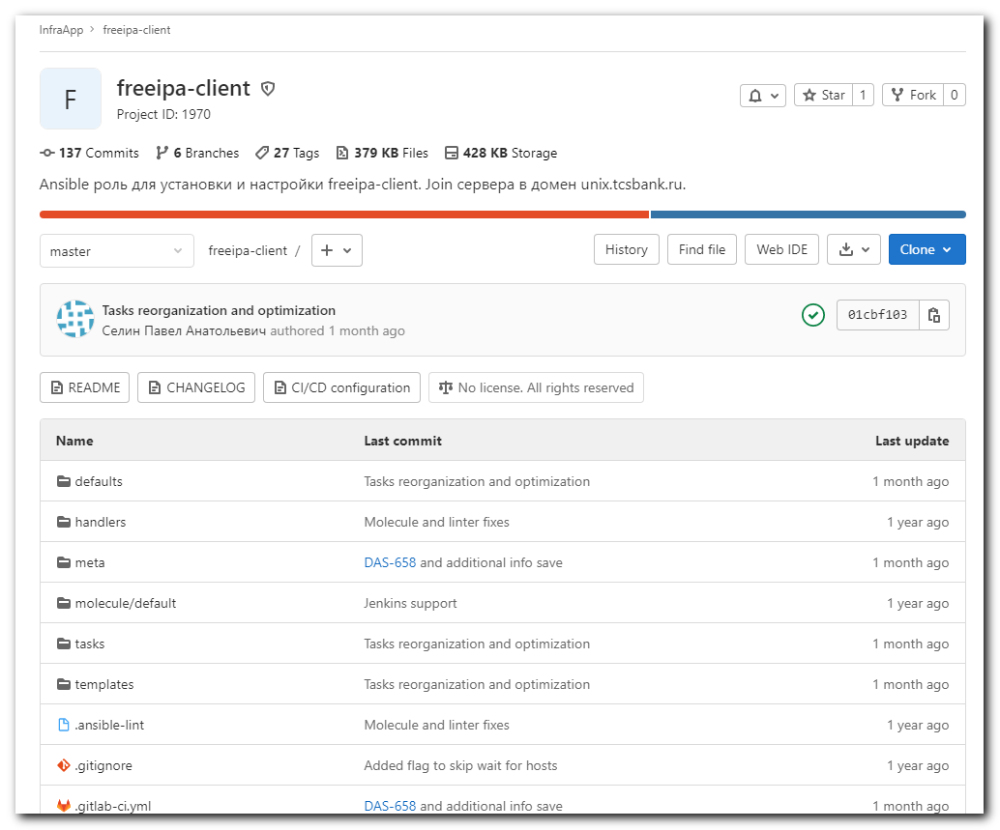 InfraApp › freeipa-client
F
freeipa-client
Project ID: 1970
Star 1
Fork 0
137 Commits 6 Branches 27 Tags 379 KB Files 428 KB Storage
Ansible роль для установки и настройки freeipa-client. Join сервера в домен unix.tcsbank.ru.
master freeipa-client / + History Find file Web IDE Clone
Tasks reorganization and optimization
Селин Павел Анатольевич authored 1 month ago
01cbf103
README CHANGELOG CI/CD configuration No license. All rights reserved
Name Last commit Last update
defaults Tasks reorganization and optimization 1 month ago
handlers Molecule and linter fixes 1 year ago
meta DAS-658 and additional info save 1 month ago
molecule/default Jenkins support 1 year ago
tasks Tasks reorganization and optimization 1 month ago
templates Tasks reorganization and optimization 1 month ago
.ansible-lint Molecule and linter fixes 1 year ago
.gitignore Added flag to skip wait for hosts 1 year ago
.gitlab-ci.yml DAS-658 and additional info save 1 month ago